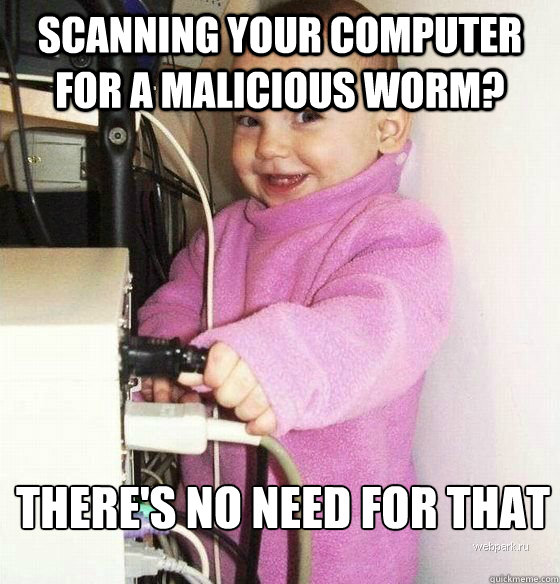 SCANNING YOUR COMPUTER
FOR A MALICIOUS WORM?
THERE'S NO NEED FOR THAT
webpark.ru
quickmeme.com